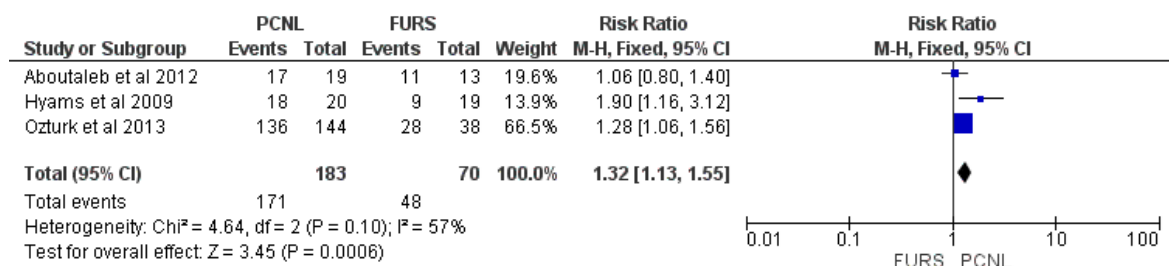 PCNL FURS Risk Ratio Risk Ratio
Study or Subgroup Events Total Events Total Weight M-H, Fixed, 95% CI M-H, Fixed, 95% CI
Aboutaleb et al 2012 17 19 11 13 19.6% 1.06 [0.80, 1.40]
Hyams et al 2009 18 20 9 19 13.9% 1.90 [1.16, 3.12]
Ozturk et al 2013 136 144 28 38 66.5% 1.28 [1.06, 1.56]
Total (95% CI) 183 70 100.0% 1.32 [1.13, 1.55]
Total events 171 48
Heterogeneity: Chi² = 4.64, df = 2 (P = 0.10); I² = 57%
Test for overall effect: Z = 3.45 (P = 0.0006)
0.01 0.1 1 10 100
FURS PCNL